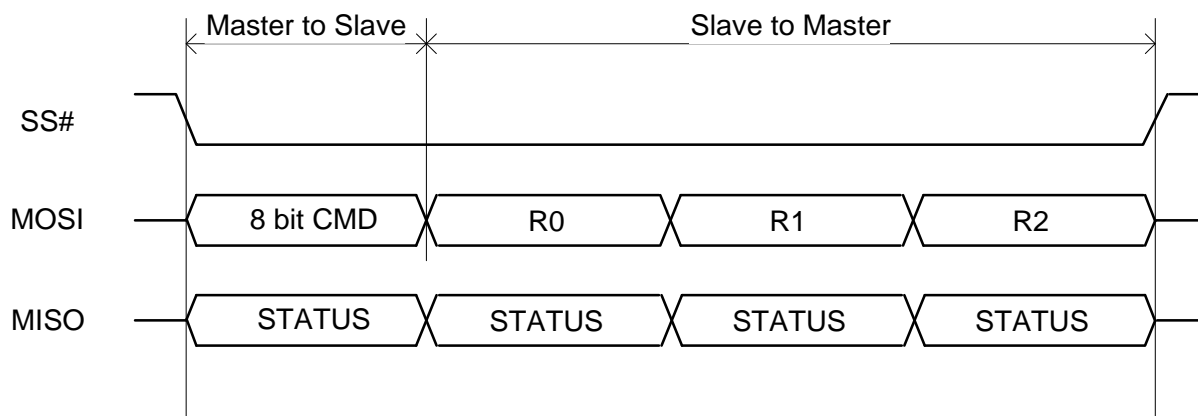 Master to Slave Slave to Master
SS#
MOSI 8 bit CMD R0 R1 R2
MISO STATUS STATUS STATUS STATUS